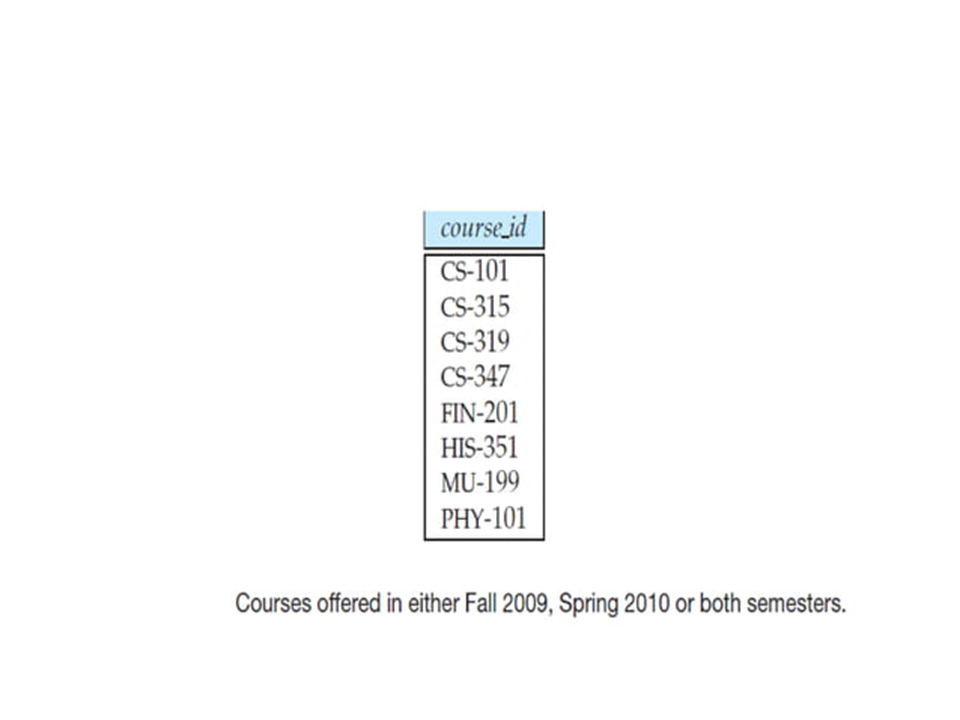 course_id
CS-101
CS-315
CS-319
CS-347
FIN-201
HIS-351
MU-199
PHY-101
Courses offered in either Fall 2009, Spring 2010 or both semesters.